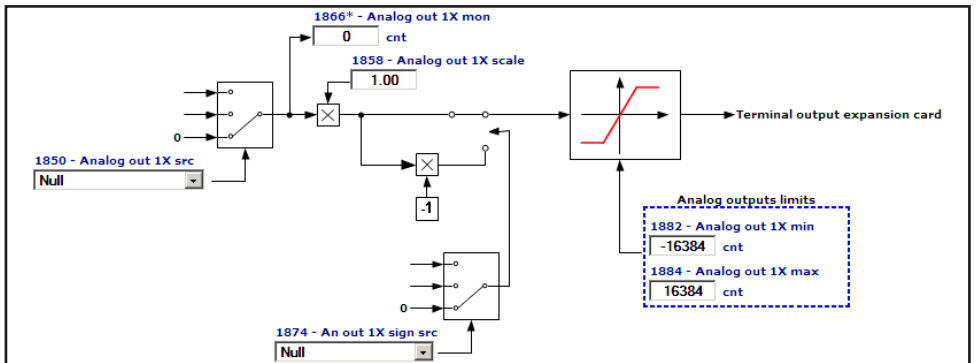 1866* - Analog out 1X mon
0 cnt
1858 - Analog out 1X scale
1.00
0
Terminal output expansion card
1850 - Analog out 1X src
Null
-1
Analog outputs limits
1882 - Analog out 1X min
-16384 cnt
1884 - Analog out 1X max
16384 cnt
0
1874 - An out 1X sign src
Null